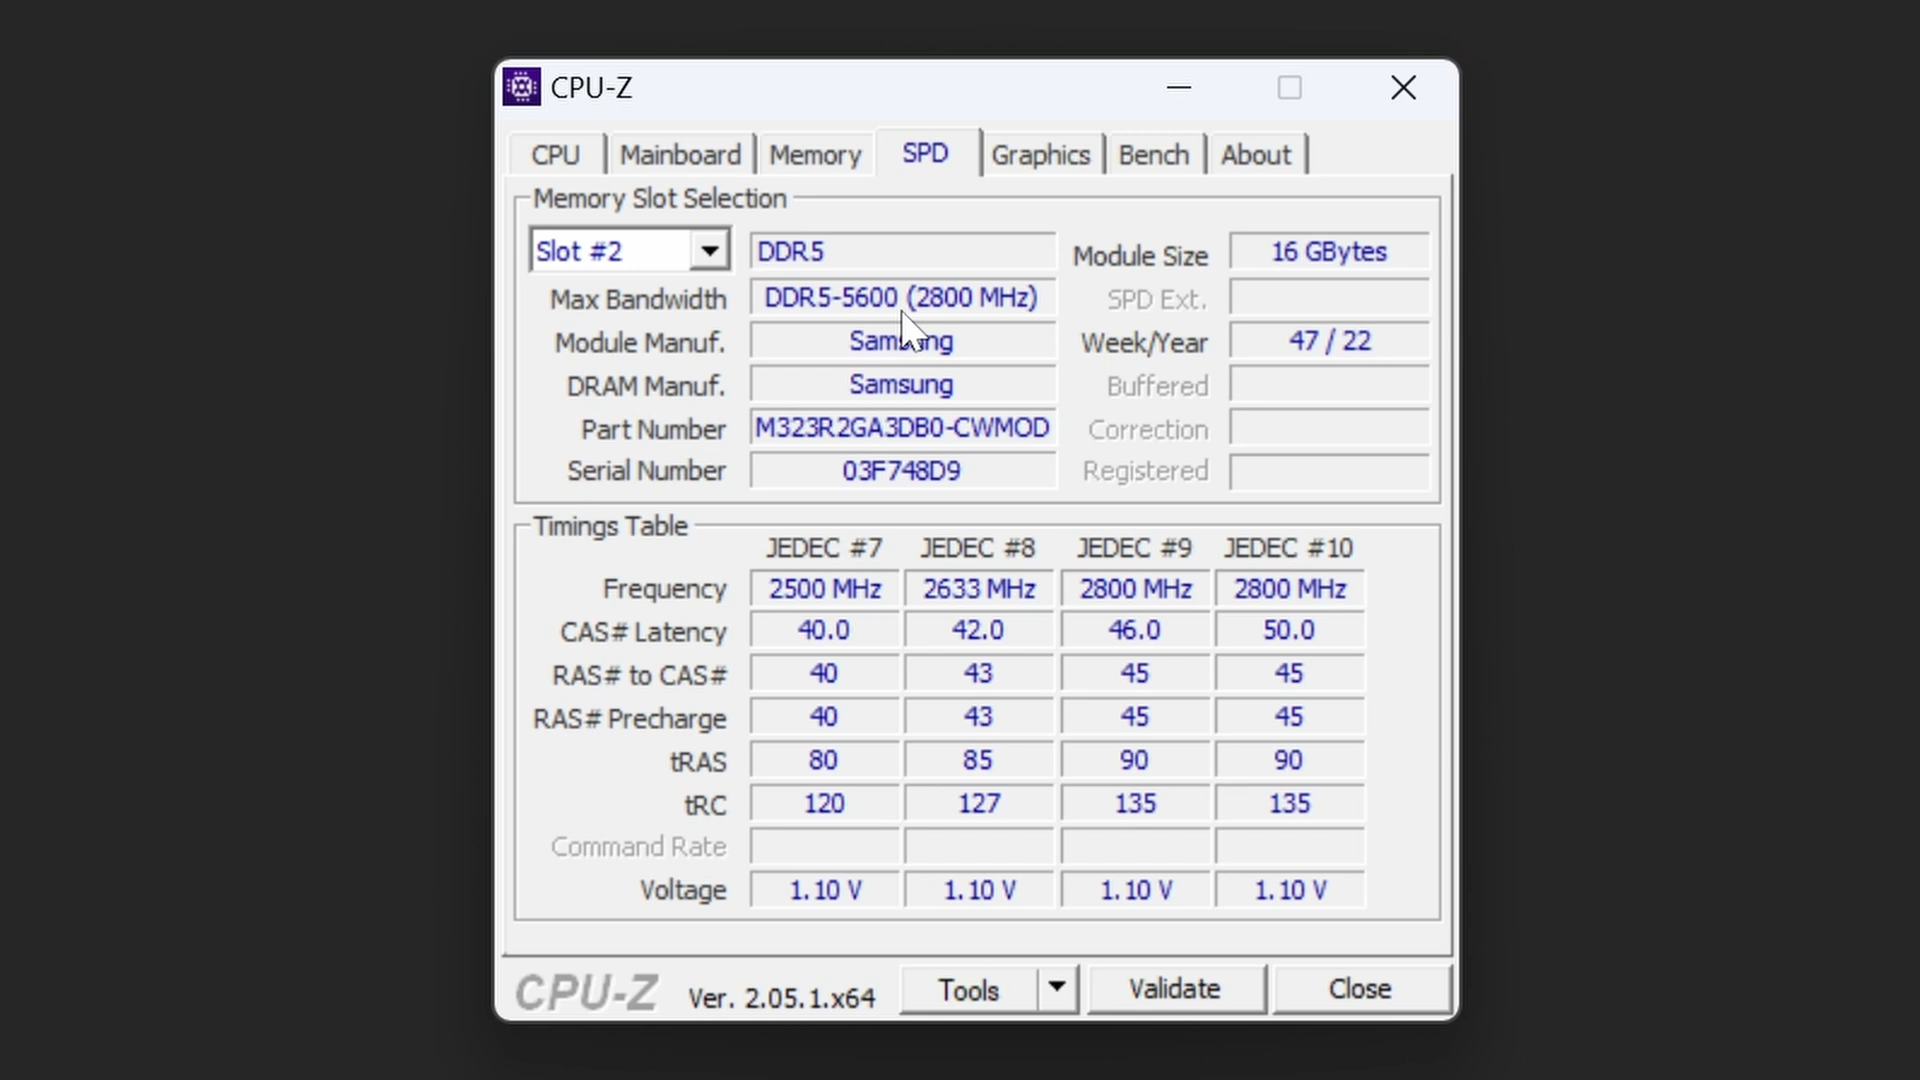 CPU-Z
CPU Mainboard Memory SPD Graphics Bench About
Memory Slot Selection
Slot #2 DDR5 Module Size 16 GBytes
Max Bandwidth DDR5-5600 (2800 MHz) SPD Ext.
Module Manuf. Samsung Week/Year 47 / 22
DRAM Manuf. Samsung Buffered
Part Number M323R2GA3DB0-CWMOD Correction
Serial Number 03F748D9 Registered
Timings Table
JEDEC #7 JEDEC #8 JEDEC #9 JEDEC #10
Frequency 2500 MHz 2633 MHz 2800 MHz 2800 MHz
CAS# Latency 40.0 42.0 46.0 50.0
RAS# to CAS# 40 43 45 45
RAS# Precharge 40 43 45 45
tRAS 80 85 90 90
tRC 120 127 135 135
Command Rate
Voltage 1.10 V 1.10 V 1.10 V 1.10 V
CPU-Z Ver. 2.05.1.x64 Tools Validate Close